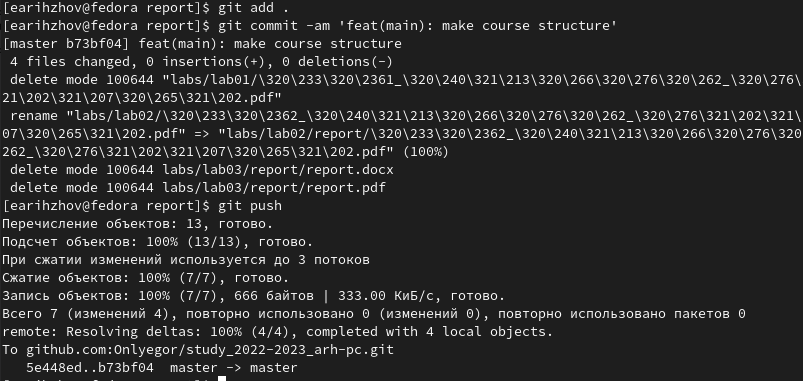 [earihzhov@fedora report]$ git add .
[earihzhov@fedora report]$ git commit -am 'feat(main): make course structure'
[master b73bf04] feat(main): make course structure
 4 files changed, 0 insertions(+), 0 deletions(-)
 delete mode 100644 "labs/lab01/\320\233\320\2361_\320\240\321\213\320\266\320\276\320\262_\320\276\
21\202\321\207\320\265\321\202.pdf"
 rename "labs/lab02/\320\233\320\2362_\320\240\321\213\320\266\320\276\320\262_\320\276\321\202\321\
07\320\265\321\202.pdf" => "labs/lab02/report/\320\233\320\2362_\320\240\321\213\320\266\320\276\320
262_\320\276\321\202\321\207\320\265\321\202.pdf" (100%)
 delete mode 100644 labs/lab03/report/report.docx
 delete mode 100644 labs/lab03/report/report.pdf
[earihzhov@fedora report]$ git push
Перечисление объектов: 13, готово.
Подсчет объектов: 100% (13/13), готово.
При сжатии изменений используется до 3 потоков
Сжатие объектов: 100% (7/7), готово.
Запись объектов: 100% (7/7), 666 байтов | 333.00 КиБ/с, готово.
Всего 7 (изменений 4), повторно использовано 0 (изменений 0), повторно использовано пакетов 0
remote: Resolving deltas: 100% (4/4), completed with 4 local objects.
To github.com:Onlyegor/study_2022-2023_arh-pc.git
   5e448ed..b73bf04  master -> master
[earihzhov@fedora report]$